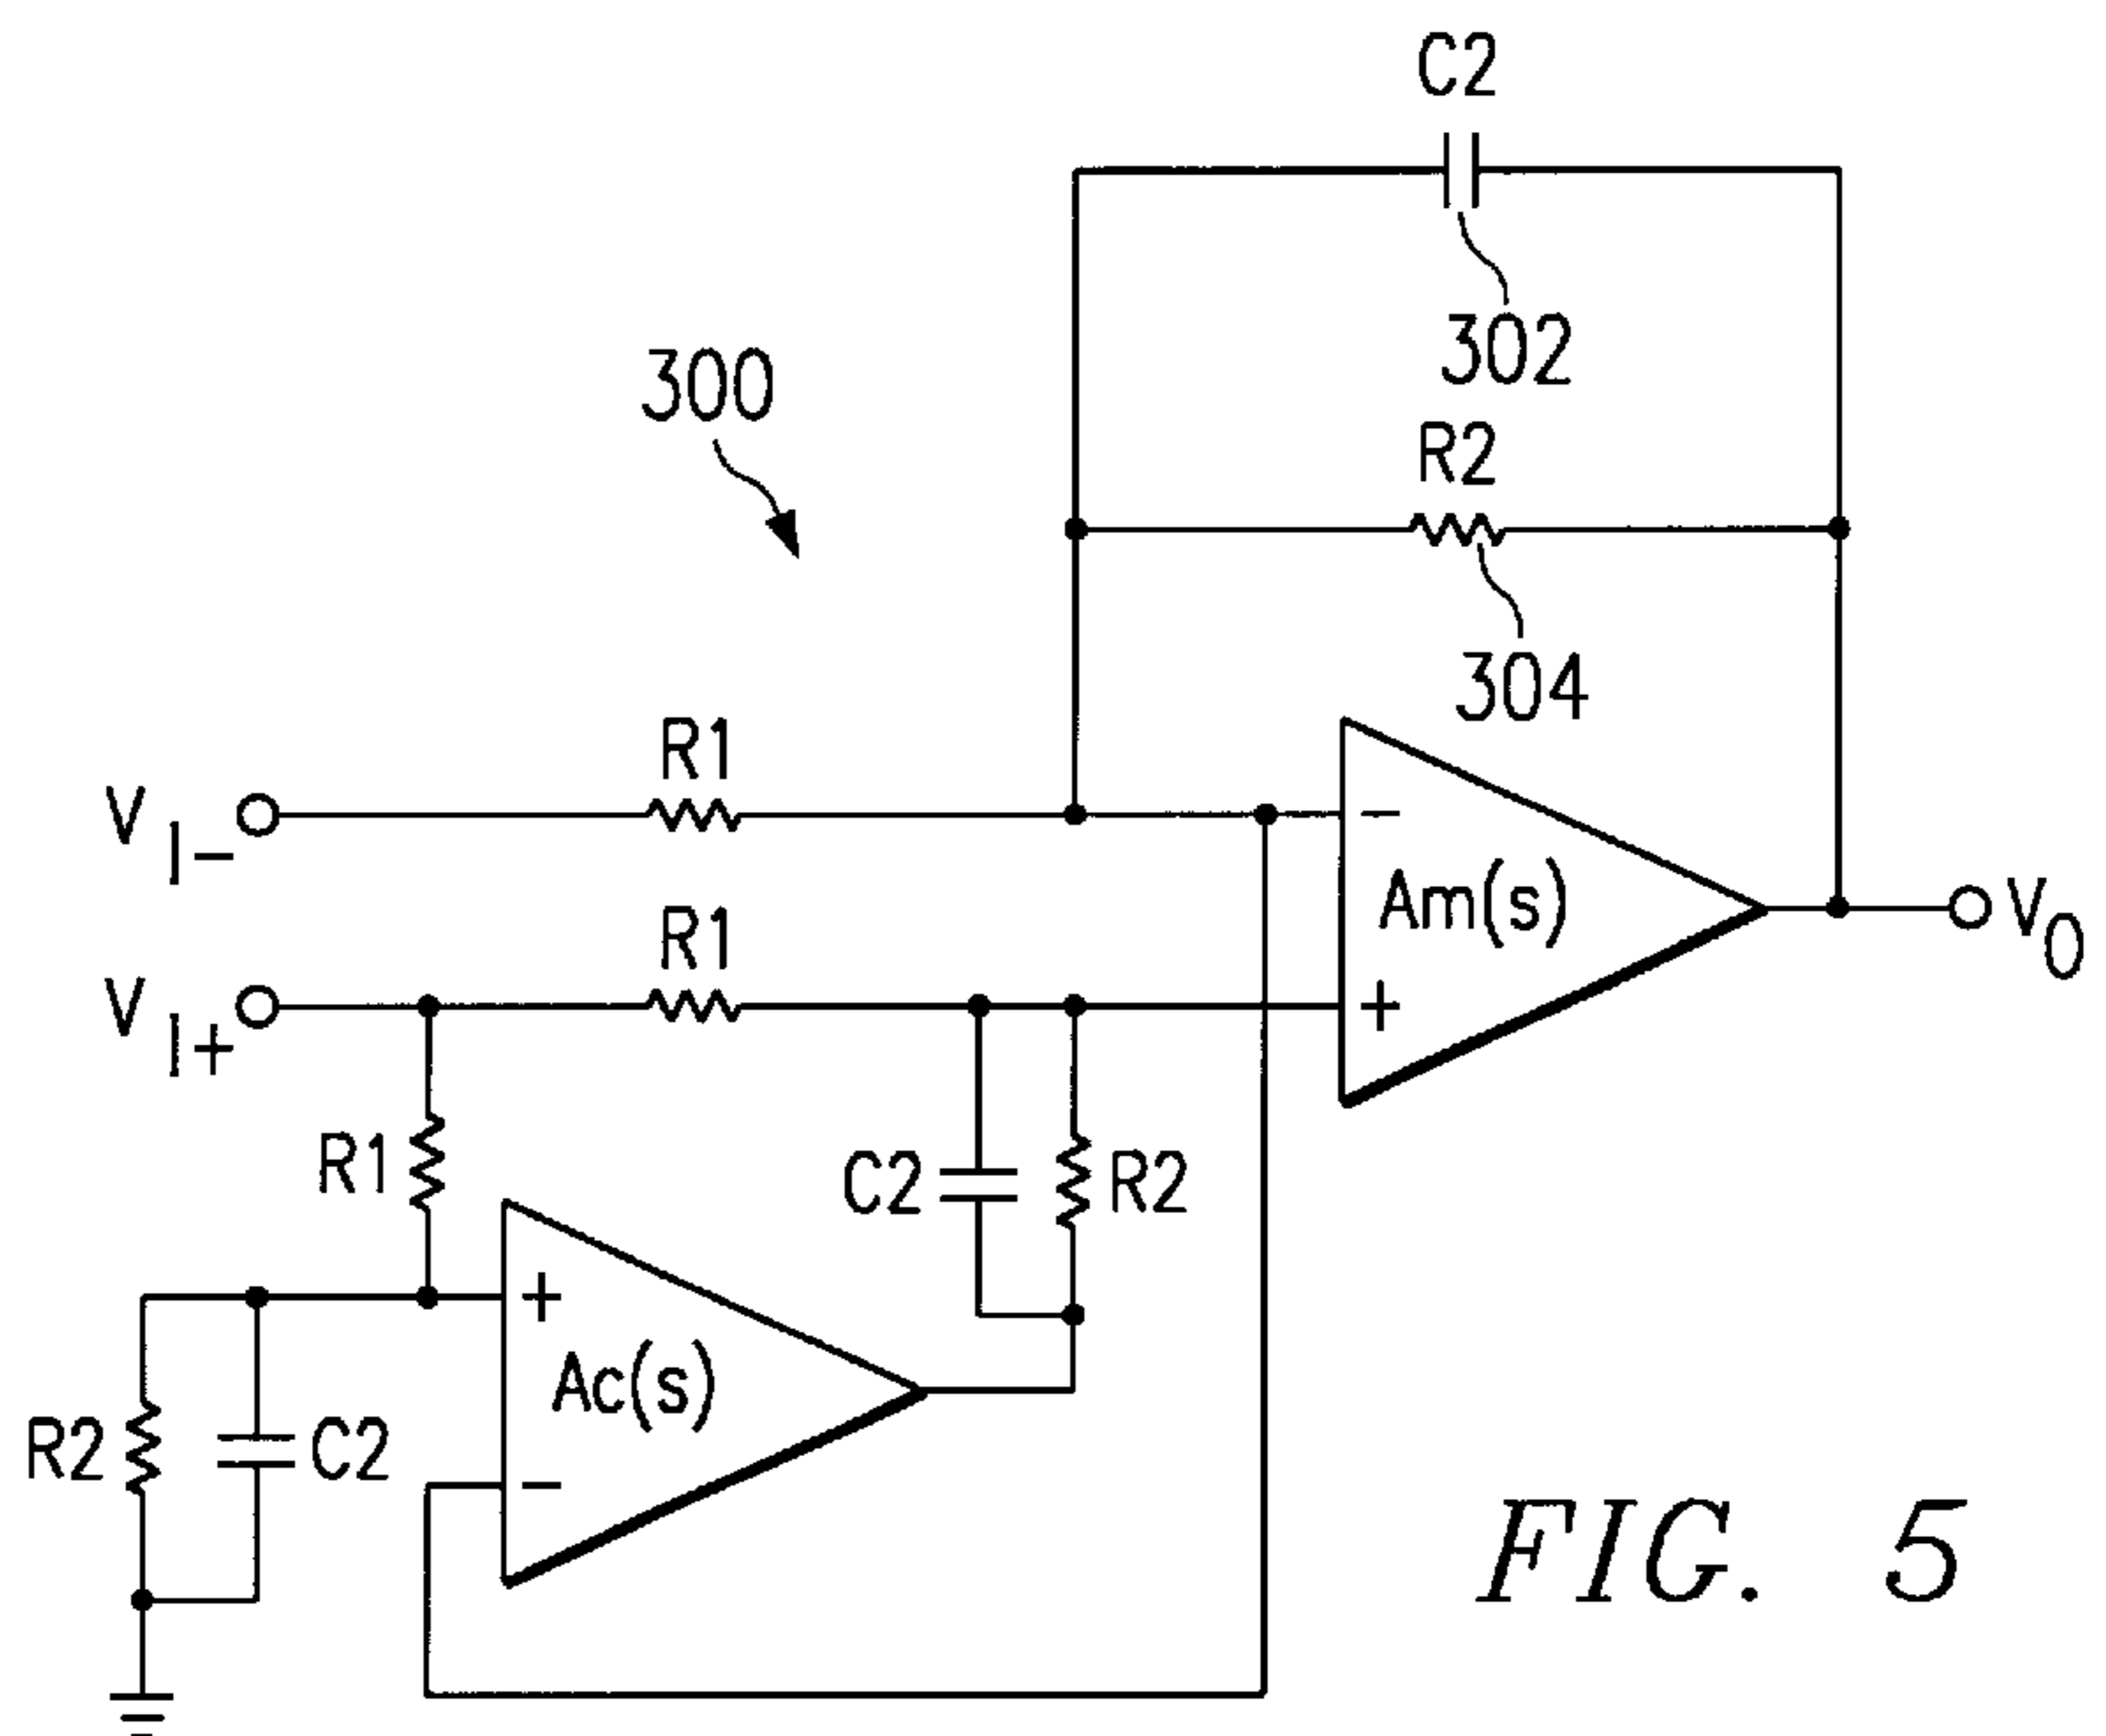 C2
302
300
R2
304
R1
V I-
Am(s)
R1
V O
V I+
R1
C2
R2
Ac(s)
R2
C2
FIG. 5